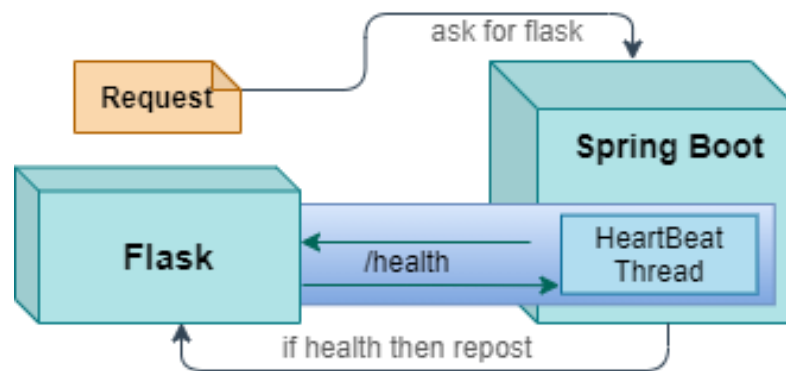 ask for flask
Request
Spring Boot
Flask
/health
HeartBeat
Thread
if health then repost